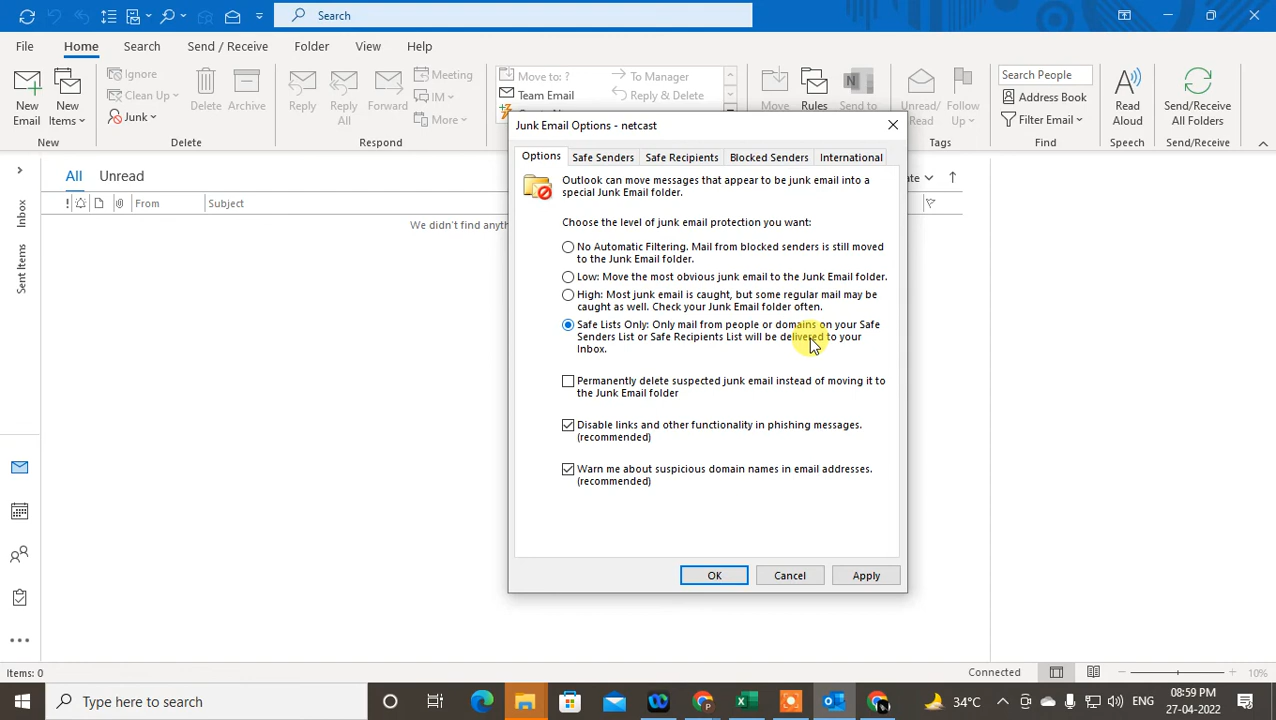 Search
File
Home
Search
Send / Receive
Folder
View
Help
New
Email
New
Items
Ignore
Clean Up
Junk
Delete
Archive
Reply
Reply
All
Forward
Meeting
IM
More
Move to: ?
To Manager
Team Email
Reply & Delete
Move
Rules
Send to
Unread/
Read
Follow
Up
Search People
Address Book
Filter Email
Read
Aloud
Send/Receive
All Folders
New
Delete
Respond
Tags
Find
Speech
Send/Receive
All
Unread
! From
Subject
We didn't find anyth
Inbox
Sent Items
Junk Email Options - netcast
Options
Safe Senders
Safe Recipients
Blocked Senders
International
Outlook can move messages that appear to be junk email into a
special Junk Email folder.
Choose the level of junk email protection you want:
No Automatic Filtering. Mail from blocked senders is still moved
to the Junk Email folder.
Low: Move the most obvious junk email to the Junk Email folder.
High: Most junk email is caught, but some regular mail may be
caught as well. Check your Junk Email folder often.
Safe Lists Only: Only mail from people or domains on your Safe
Senders List or Safe Recipients List will be delivered to your
Inbox.
Permanently delete suspected junk email instead of moving it to
the Junk Email folder
Disable links and other functionality in phishing messages.
(recommended)
Warn me about suspicious domain names in email addresses.
(recommended)
OK
Cancel
Apply
Items: 0
Connected
10%
Type here to search
34°C
ENG
08:59 PM
27-04-2022